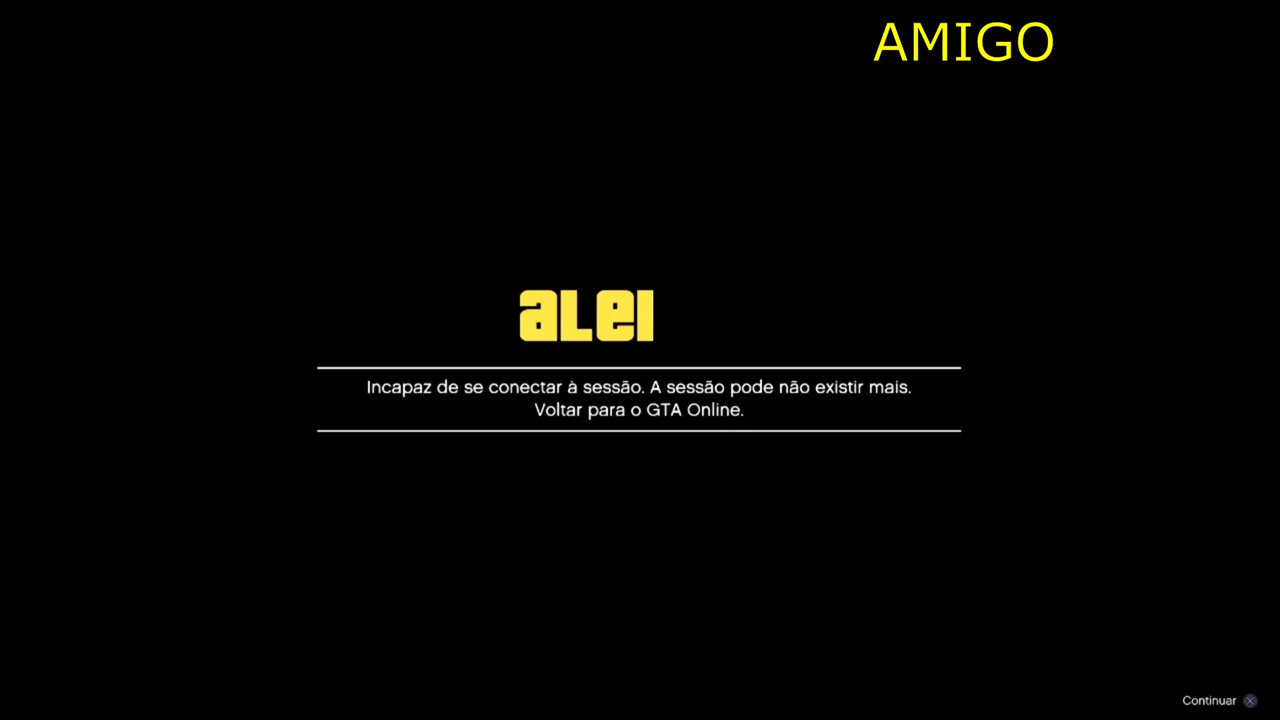 AMIGO
aLeI
Incapaz de se conectar à sessão. A sessão pode não existir mais.
Voltar para o GTA Online.
Continuar